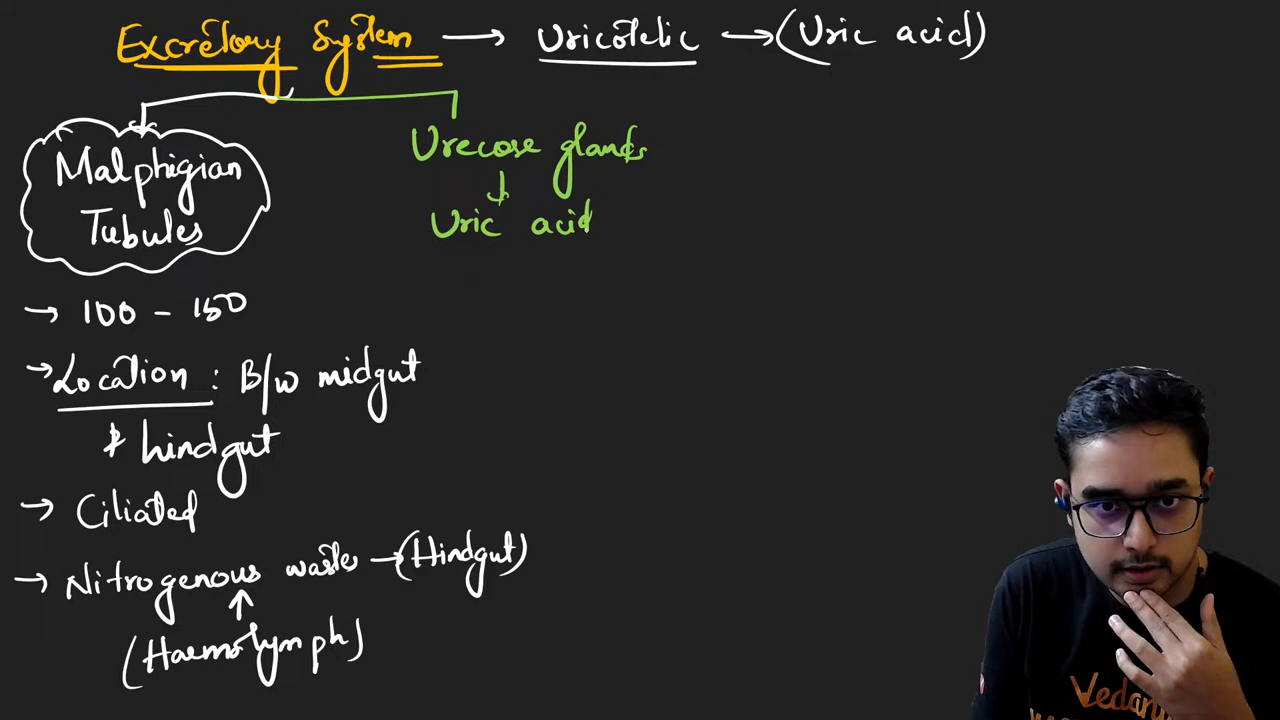 Excretory System → Uricotelic → (Uric acid)
Malphigian
Tubules
Urecose glands
↓
Uric acid
→ 100 - 150
→ Location : B/w midgut
& hindgut
→ Ciliated
→ Nitrogenous waste → (Hindgut)
↑
(Haemolymph)
Vedan